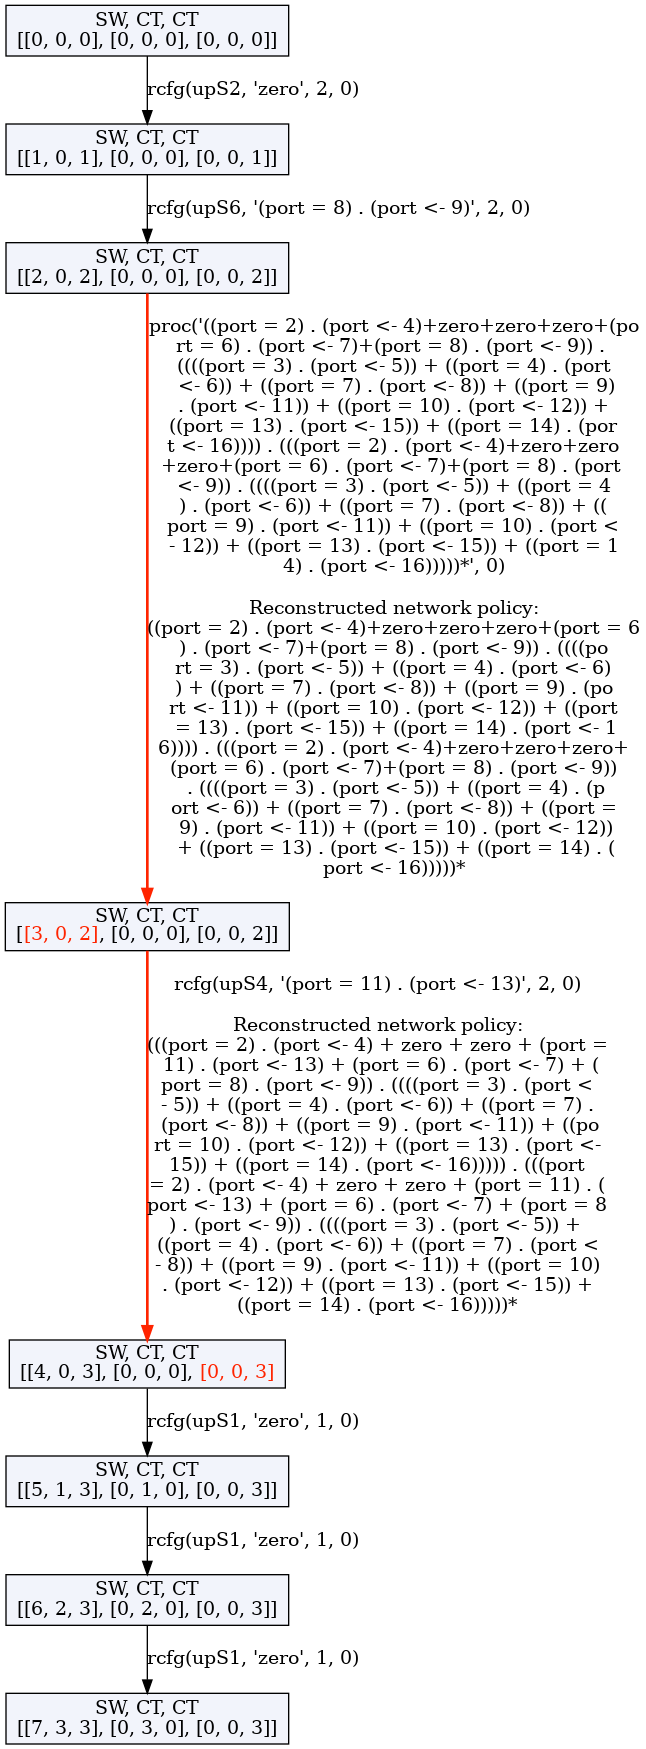 SW, CT, CT
[[0, 0, 0], [0, 0, 0], [0, 0, 0]]
rcfg(upS2, 'zero', 2, 0)
SW, CT, CT
[[1, 0, 1], [0, 0, 0], [0, 0, 1]]
rcfg(upS6, '(port = 8) . (port <- 9)', 2, 0)
SW, CT, CT
[[2, 0, 2], [0, 0, 0], [0, 0, 2]]
proc('((port = 2) . (port <- 4)+zero+zero+zero+(po
rt = 6) . (port <- 7)+(port = 8) . (port <- 9)) .
((((port = 3) . (port <- 5)) + ((port = 4) . (port
<- 6)) + ((port = 7) . (port <- 8)) + ((port = 9)
. (port <- 11)) + ((port = 10) . (port <- 12)) +
((port = 13) . (port <- 15)) + ((port = 14) . (por
t <- 16)))) . (((port = 2) . (port <- 4)+zero+zero
+zero+(port = 6) . (port <- 7)+(port = 8) . (port
<- 9)) . ((((port = 3) . (port <- 5)) + ((port = 4
) . (port <- 6)) + ((port = 7) . (port <- 8)) + ((
port = 9) . (port <- 11)) + ((port = 10) . (port <
- 12)) + ((port = 13) . (port <- 15)) + ((port = 1
4) . (port <- 16)))))*', 0)
Reconstructed network policy:
((port = 2) . (port <- 4)+zero+zero+zero+(port = 6
) . (port <- 7)+(port = 8) . (port <- 9)) . ((((po
rt = 3) . (port <- 5)) + ((port = 4) . (port <- 6)
) + ((port = 7) . (port <- 8)) + ((port = 9) . (po
rt <- 11)) + ((port = 10) . (port <- 12)) + ((port
= 13) . (port <- 15)) + ((port = 14) . (port <- 1
6)))) . (((port = 2) . (port <- 4)+zero+zero+zero+
(port = 6) . (port <- 7)+(port = 8) . (port <- 9))
. ((((port = 3) . (port <- 5)) + ((port = 4) . (p
ort <- 6)) + ((port = 7) . (port <- 8)) + ((port =
9) . (port <- 11)) + ((port = 10) . (port <- 12))
+ ((port = 13) . (port <- 15)) + ((port = 14) . (
port <- 16)))))*
SW, CT, CT
[[3, 0, 2], [0, 0, 0], [0, 0, 2]]
rcfg(upS4, '(port = 11) . (port <- 13)', 2, 0)
Reconstructed network policy:
(((port = 2) . (port <- 4) + zero + zero + (port =
11) . (port <- 13) + (port = 6) . (port <- 7) + (
port = 8) . (port <- 9)) . ((((port = 3) . (port <
- 5)) + ((port = 4) . (port <- 6)) + ((port = 7) .
(port <- 8)) + ((port = 9) . (port <- 11)) + ((po
rt = 10) . (port <- 12)) + ((port = 13) . (port <-
15)) + ((port = 14) . (port <- 16))))) . (((port
= 2) . (port <- 4) + zero + zero + (port = 11) . (
port <- 13) + (port = 6) . (port <- 7) + (port = 8
) . (port <- 9)) . ((((port = 3) . (port <- 5)) +
((port = 4) . (port <- 6)) + ((port = 7) . (port <
- 8)) + ((port = 9) . (port <- 11)) + ((port = 10)
. (port <- 12)) + ((port = 13) . (port <- 15)) +
((port = 14) . (port <- 16)))))*
SW, CT, CT
[[4, 0, 3], [0, 0, 0], [0, 0, 3]
rcfg(upS1, 'zero', 1, 0)
SW, CT, CT
[[5, 1, 3], [0, 1, 0], [0, 0, 3]]
rcfg(upS1, 'zero', 1, 0)
SW, CT, CT
[[6, 2, 3], [0, 2, 0], [0, 0, 3]]
rcfg(upS1, 'zero', 1, 0)
SW, CT, CT
[[7, 3, 3], [0, 3, 0], [0, 0, 3]]